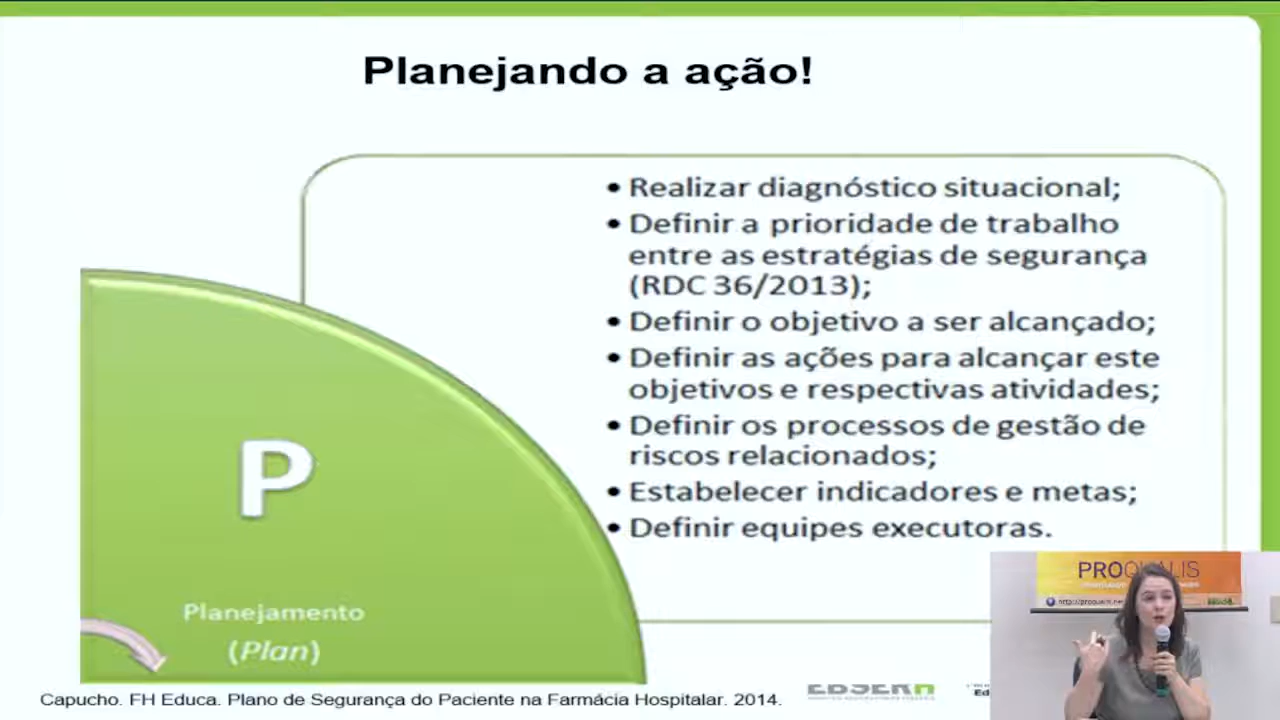 Planejando a ação!
• Realizar diagnóstico situacional;
• Definir a prioridade de trabalho
entre as estratégias de segurança
(RDC 36/2013);
• Definir o objetivo a ser alcançado;
• Definir as ações para alcançar este
objetivos e respectivas atividades;
• Definir os processos de gestão de
riscos relacionados;
• Estabelecer indicadores e metas;
• Definir equipes executoras.
P
Planejamento
(Plan)
Capucho. FH Educa. Plano de Segurança do Paciente na Farmácia Hospitalar. 2014.
EBSERH
PROQUALIS